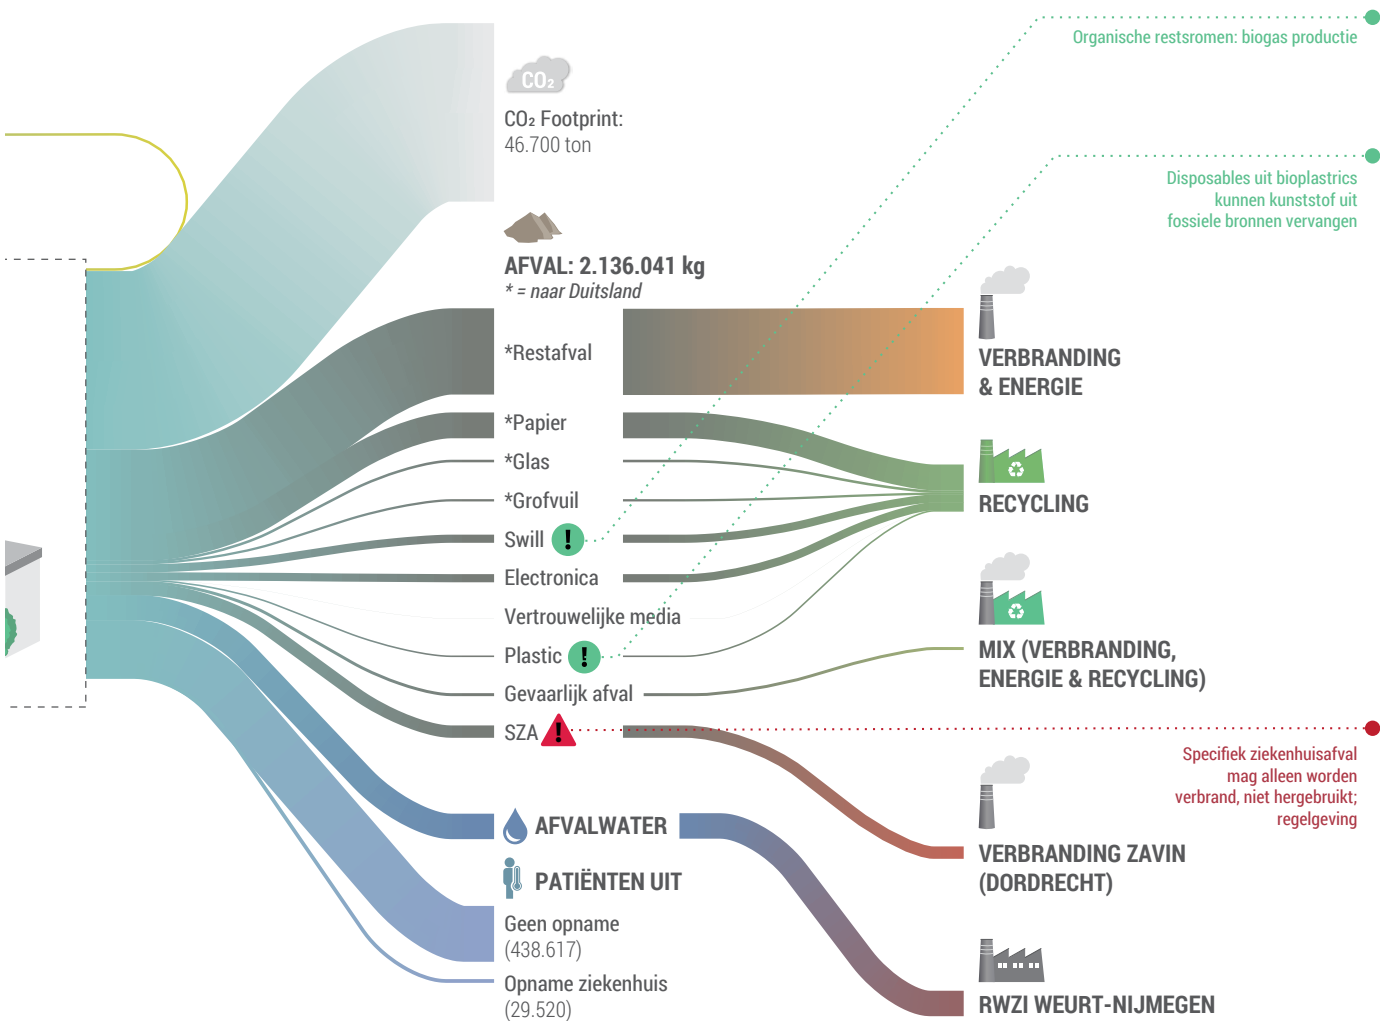 Organische restsromen: biogas productie
CO₂
CO₂ Footprint:
46.700 ton
Disposables uit bioplastrics
kunnen kunststof uit
fossiele bronnen vervangen
AFVAL: 2.136.041 kg
* = naar Duitsland
*Restafval
*Papier
*Glas
*Grofvuil
Swill !
Electronica
Vertrouwelijke media
Plastic !
Gevaarlijk afval
SZA !
VERBRANDING
& ENERGIE
RECYCLING
MIX (VERBRANDING,
ENERGIE & RECYCLING)
Specifiek ziekenhuisafval
mag alleen worden
verbrand, niet hergebruikt;
regelgeving
AFVALWATER
VERBRANDING ZAVIN
(DORDRECHT)
PATIËNTEN UIT
Geen opname
(438.617)
Opname ziekenhuis
(29.520)
RWZI WEURT-NIJMEGEN